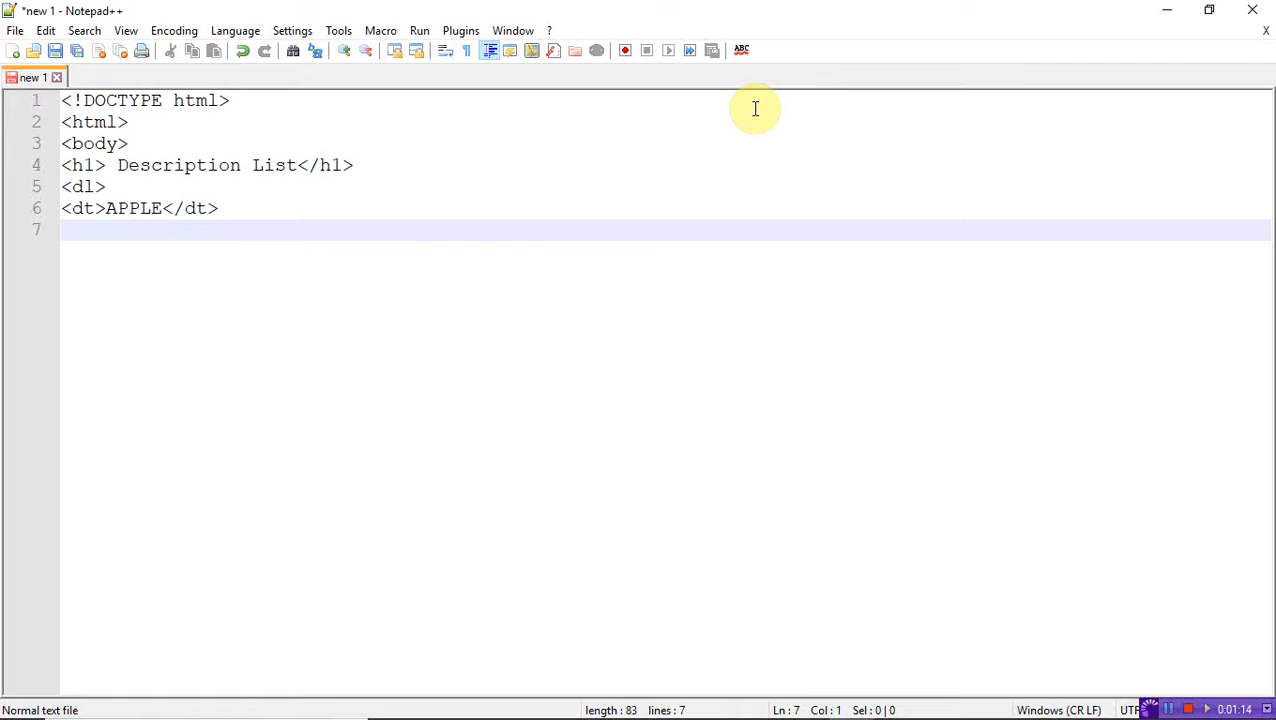 *new 1 - Notepad++
File Edit Search View Encoding Language Settings Tools Macro Run Plugins Window ? X
ABC
new 1
1 <!DOCTYPE html>
2 <html>
3 <body>
4 <h1> Description List</h1>
5 <dl>
6 <dt>APPLE</dt>
7
Normal text file length : 83 lines : 7 Ln : 7 Col : 1 Sel : 0 | 0 Windows (CR LF) UTF 0:01:14